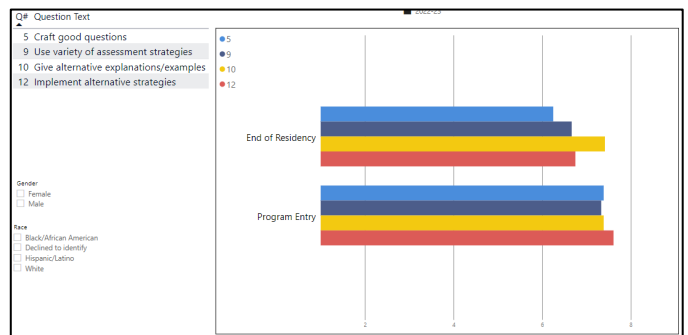 Q# Question Text
5 Craft good questions
9 Use variety of assessment strategies
10 Give alternative explanations/examples
12 Implement alternative strategies
Gender
Female
Male
Race
Black/African American
Declined to identify
Hispanic/Latino
White
2022-23
5
9
10
12
End of Residency
Program Entry
2 4 6 8